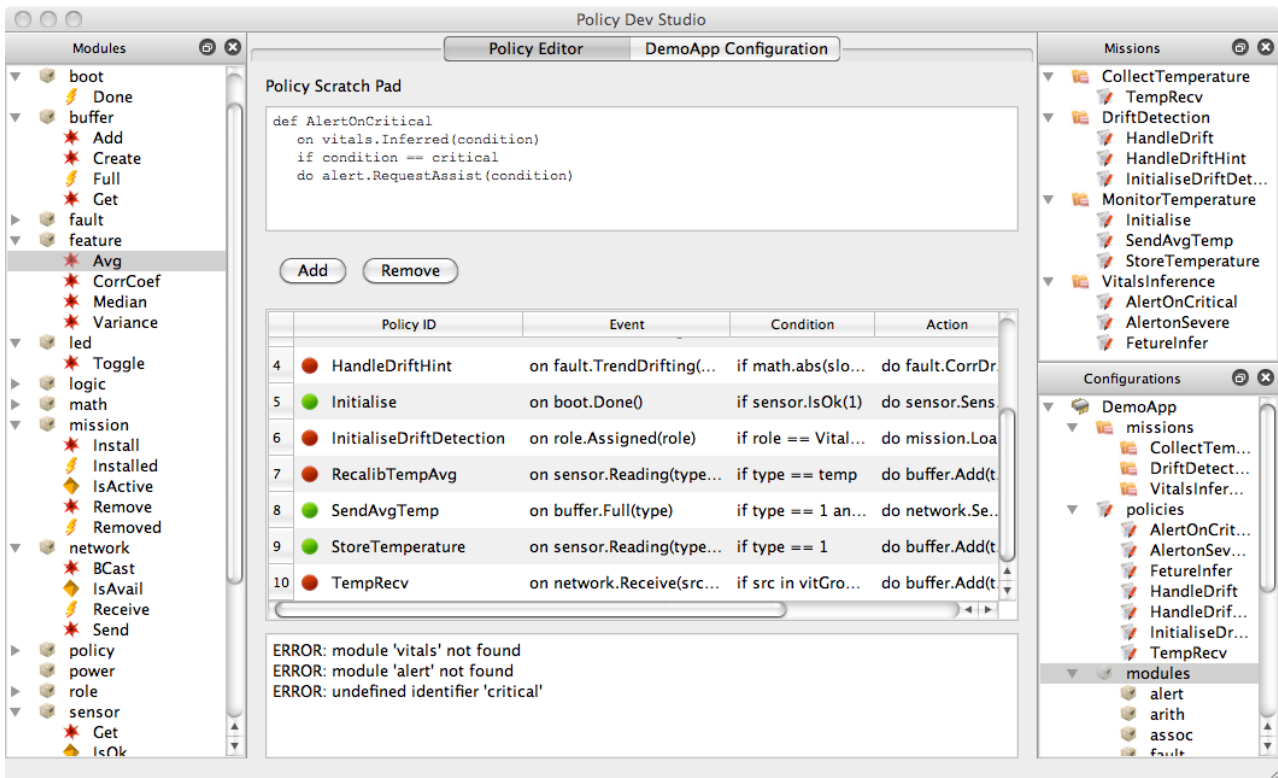 Policy Dev Studio
Modules
boot
Done
buffer
Add
Create
Full
Get
fault
feature
Avg
CorrCoef
Median
Variance
led
Toggle
logic
math
mission
Install
Installed
IsActive
Remove
Removed
network
BCast
IsAvail
Receive
Send
policy
power
role
sensor
Get
IsOk
Policy Editor
DemoApp Configuration
Policy Scratch Pad
def AlertOnCritical
on vitals.Inferred(condition)
if condition == critical
do alert.RequestAssist(condition)
Add
Remove
Policy ID Event Condition Action
4 HandleDriftHint on fault.TrendDrifting(... if math.abs(slo... do fault.CorrDr
5 Initialise on boot.Done() if sensor.IsOk(1) do sensor.Sens
6 InitialiseDriftDetection on role.Assigned(role) if role == Vital... do mission.Loa
7 RecalibTempAvg on sensor.Reading(type... if type == temp do buffer.Add(t
8 SendAvgTemp on buffer.Full(type) if type == 1 an... do network.Se..
9 StoreTemperature on sensor.Reading(type... if type == 1 do buffer.Add(t
10 TempRecv on network.Receive(src... if src in vitGro... do buffer.Add(t
ERROR: module 'vitals' not found
ERROR: module 'alert' not found
ERROR: undefined identifier 'critical'
Missions
CollectTemperature
TempRecv
DriftDetection
HandleDrift
HandleDriftHint
InitialiseDriftDet...
MonitorTemperature
Initialise
SendAvgTemp
StoreTemperature
VitalsInference
AlertOnCritical
AlertonSevere
FetureInfer
Configurations
DemoApp
missions
CollectTem...
DriftDetect...
VitalsInfer...
policies
AlertOnCrit...
AlertonSev...
FetureInfer
HandleDrift
HandleDrif...
InitialiseDr...
TempRecv
modules
alert
arith
assoc
fault